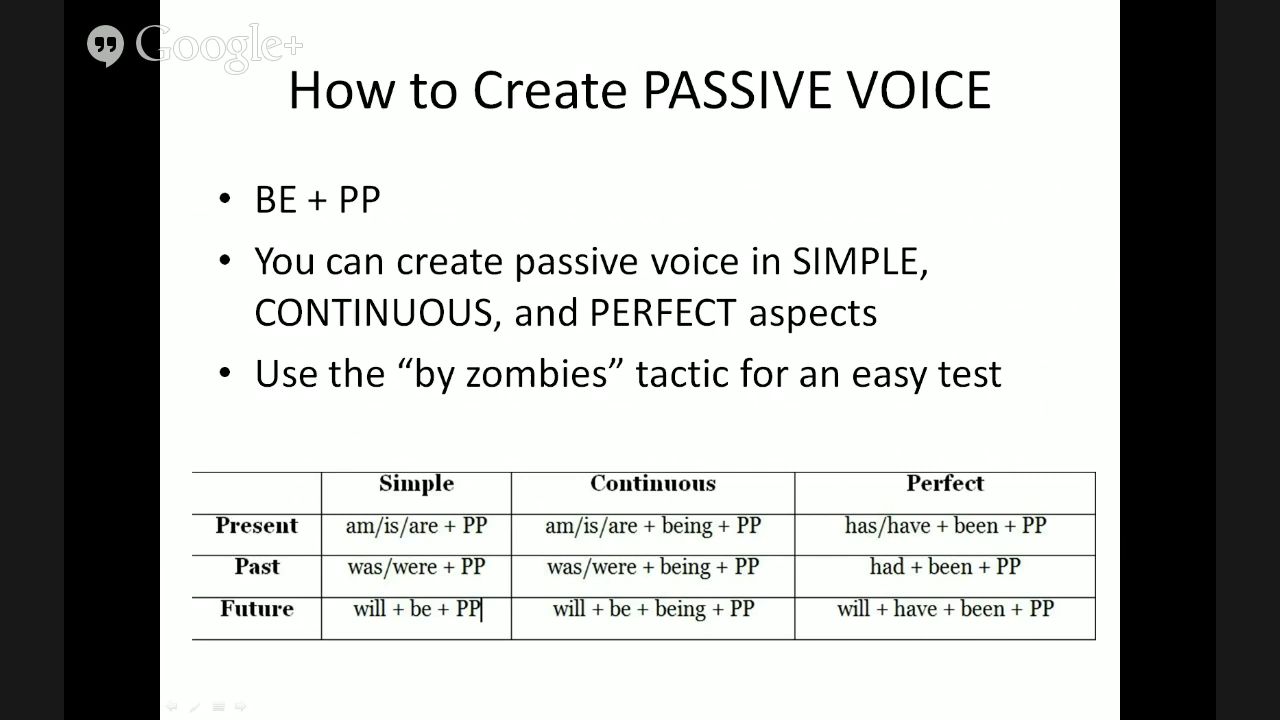 Google+
How to Create PASSIVE VOICE
• BE + PP
• You can create passive voice in SIMPLE,
CONTINUOUS, and PERFECT aspects
• Use the “by zombies” tactic for an easy test
Simple Continuous Perfect
Present am/is/are + PP am/is/are + being + PP has/have + been + PP
Past was/were + PP was/were + being + PP had + been + PP
Future will + be + PP will + be + being + PP will + have + been + PP